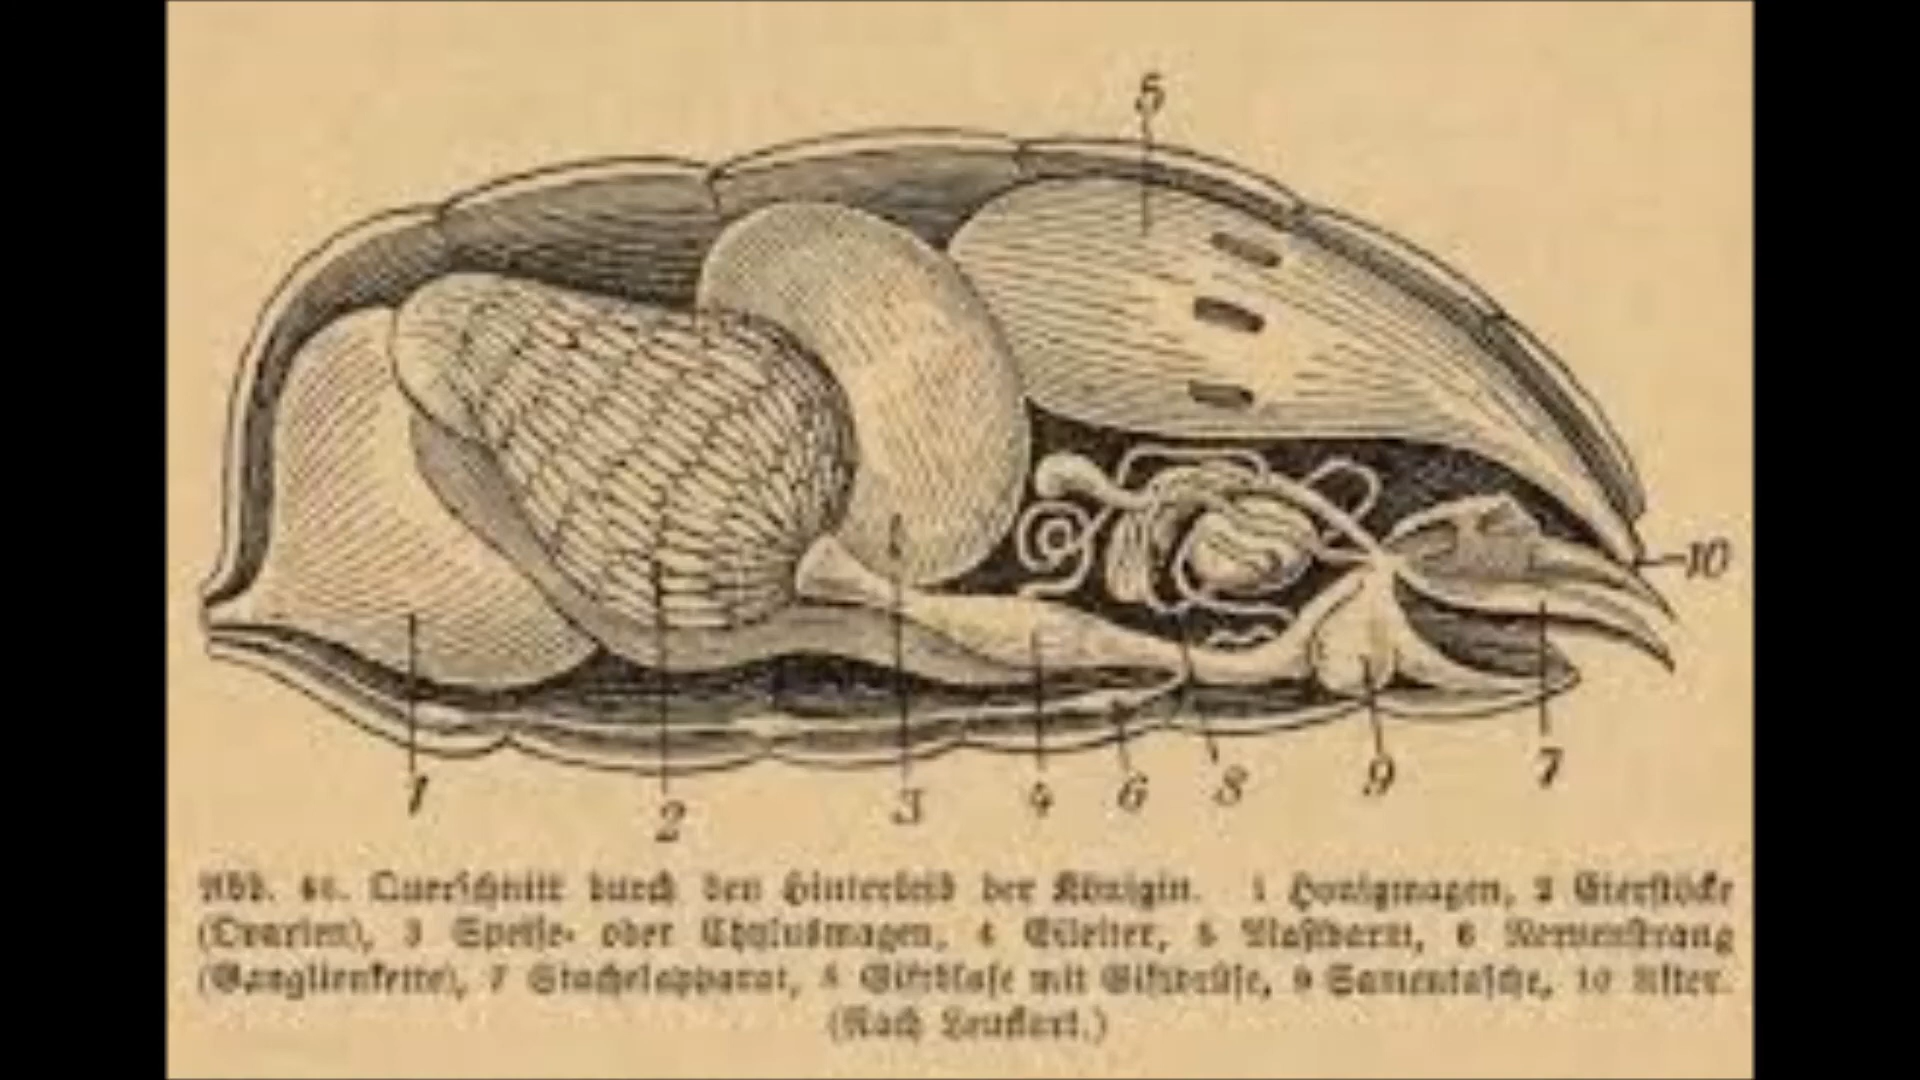 5
10
1
2
3
4
6
8
9
7
Querschnitt durch den Hinterleib der Königin. 1 Honigmagen, 2 Eierstöcke
(Ovarien), 3 Speise- oder Chylusmagen, 4 Eileiter, 5 Mastdarm, 6 Nervenstrang
(Ganglienkette), 7 Stachelapparat, 8 Giftblase mit Giftdrüse, 9 Samentasche, 10 After.
(Nach Leuckart.)